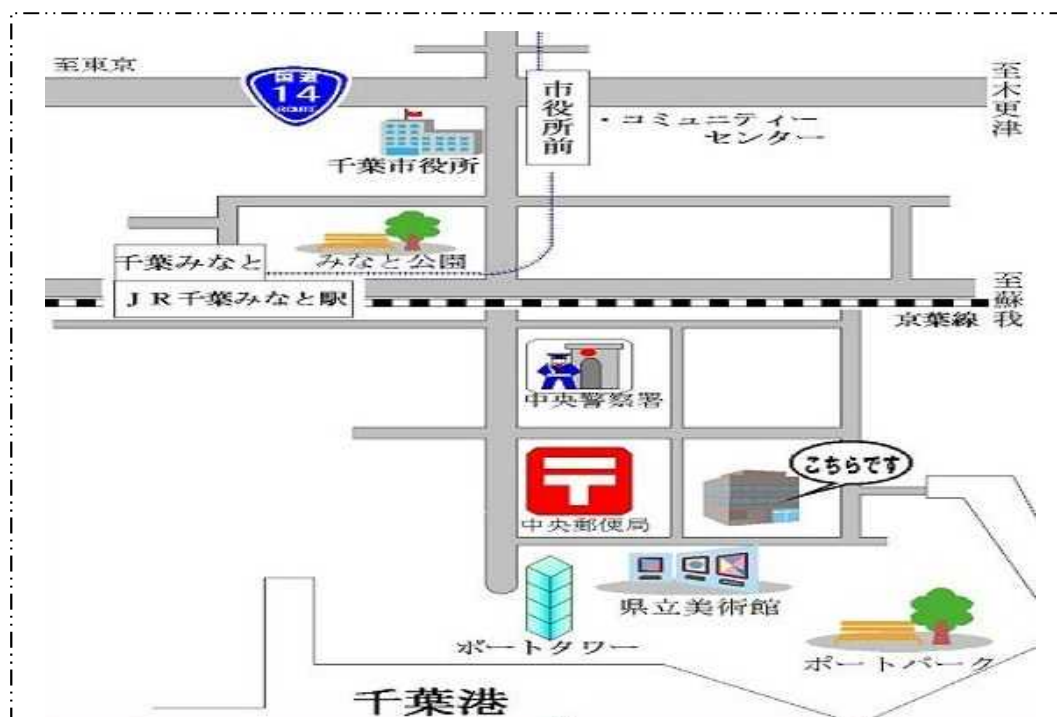 至東京
国道
14
ROUTE
市役所前
至木更津
・コミュニティー
センター
千葉市役所
千葉みなと
みなと公園
JR千葉みなと駅
至蘇我
京葉線
中央警察署
こちらです
中央郵便局
県立美術館
ポートタワー
ポートパーク
千葉港